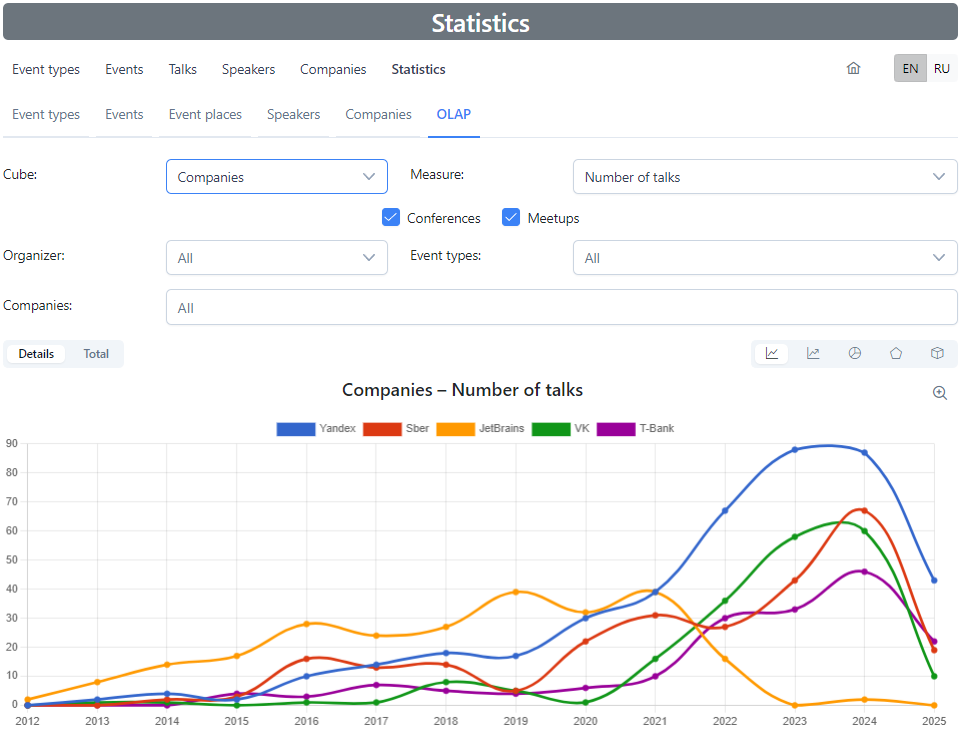 Statistics
Event types Events Talks Speakers Companies Statistics EN RU
Event types Events Event places Speakers Companies OLAP
Cube: Companies Measure: Number of talks
Conferences Meetups
Organizer: All Event types: All
Companies: All
Details Total
Companies – Number of talks
Yandex Sber JetBrains VK T-Bank
90
80
70
60
50
40
30
20
10
0
2012 2013 2014 2015 2016 2017 2018 2019 2020 2021 2022 2023 2024 2025